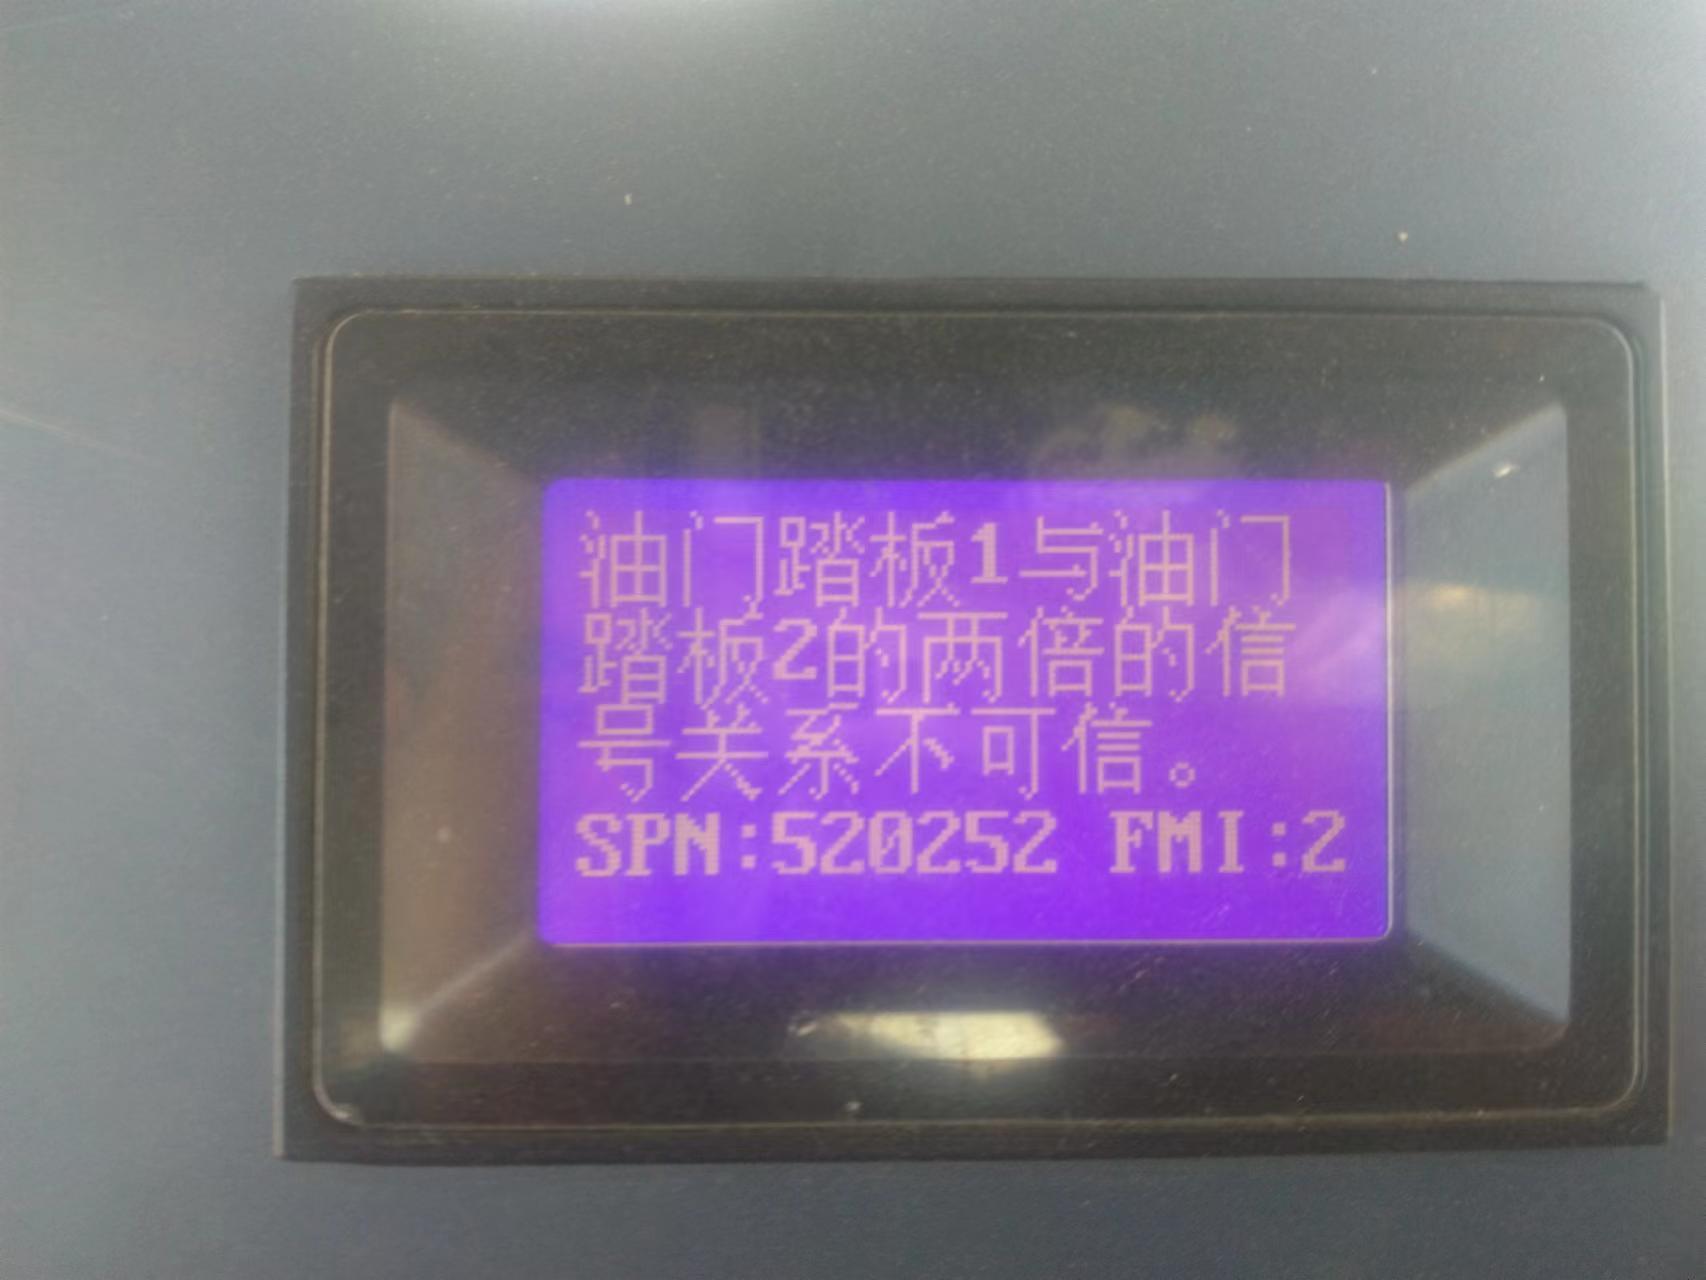 油门踏板1与油门
踏板2的两倍的信
号关系不可信。
SPN:520252 FMI:2